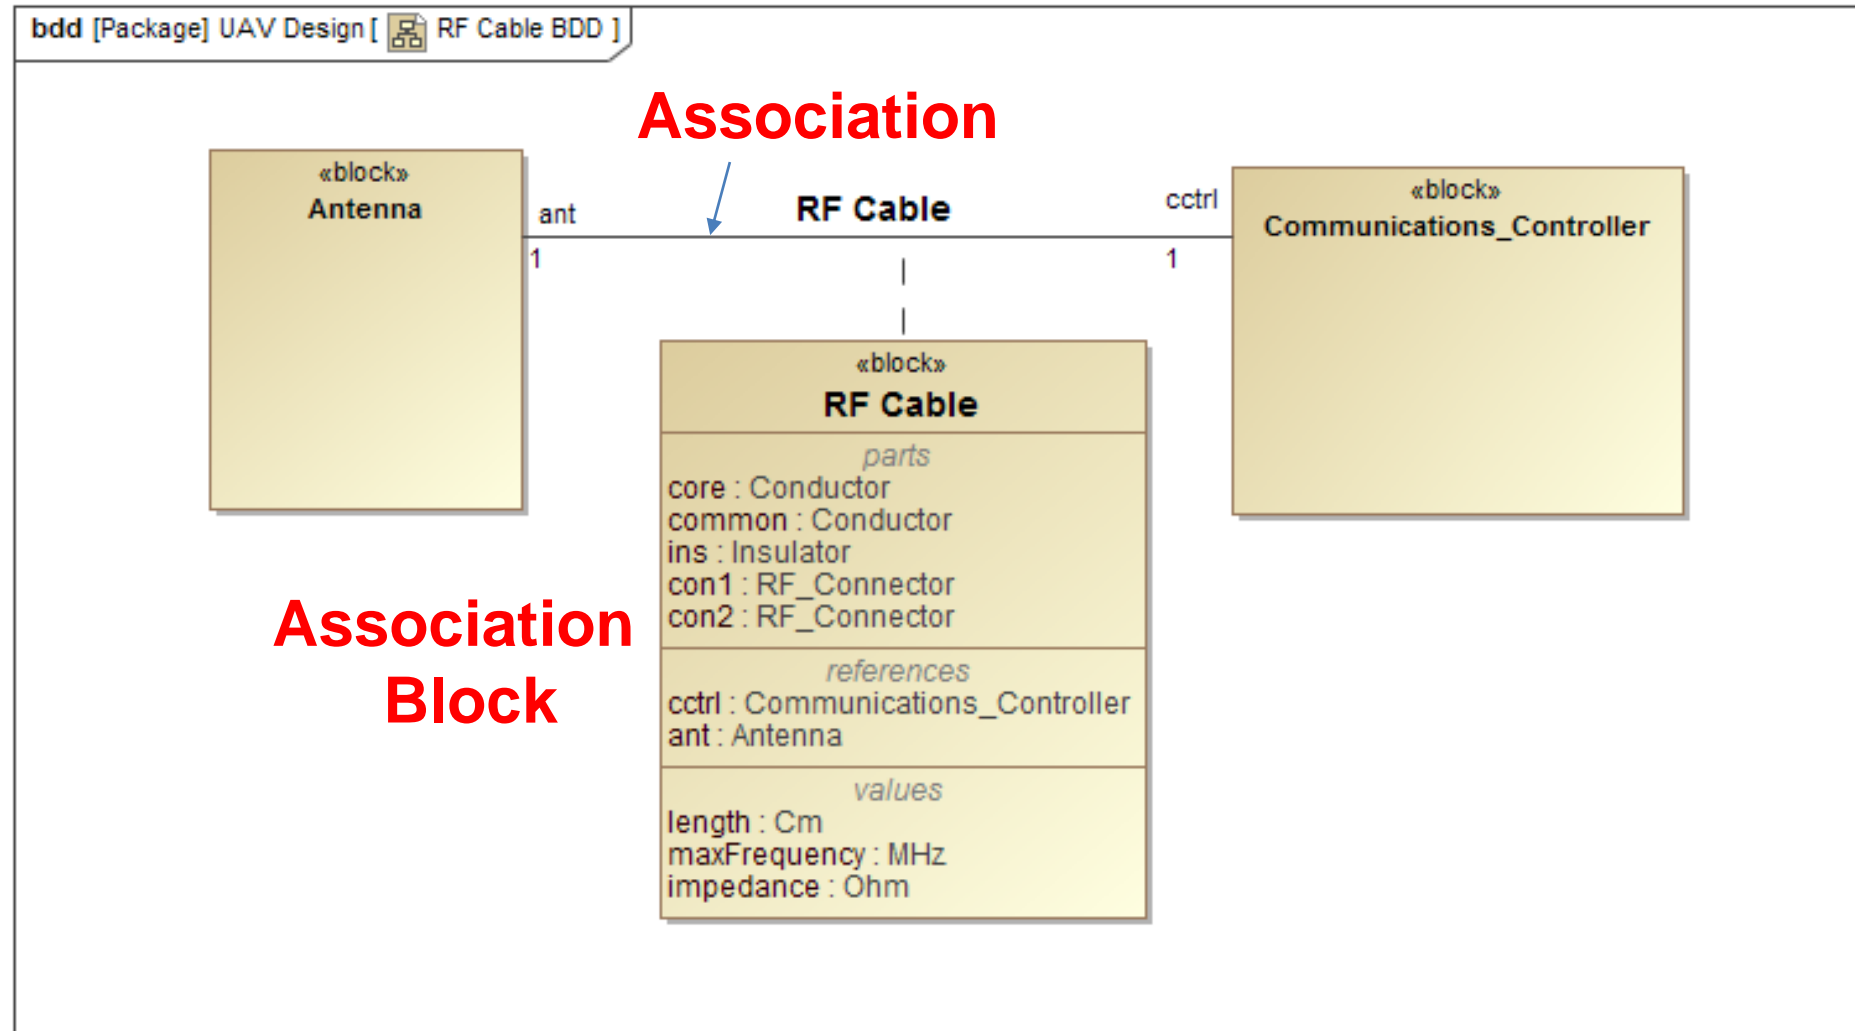 bdd [Package] UAV Design [ RF Cable BDD ]
Association
«block»
Antenna
ant
1
RF Cable
cctrl
1
«block»
Communications_Controller
«block»
RF Cable
parts
core : Conductor
common : Conductor
ins : Insulator
con1 : RF_Connector
con2 : RF_Connector
references
cctrl : Communications_Controller
ant : Antenna
values
length : Cm
maxFrequency : MHz
impedance : Ohm
Association
Block